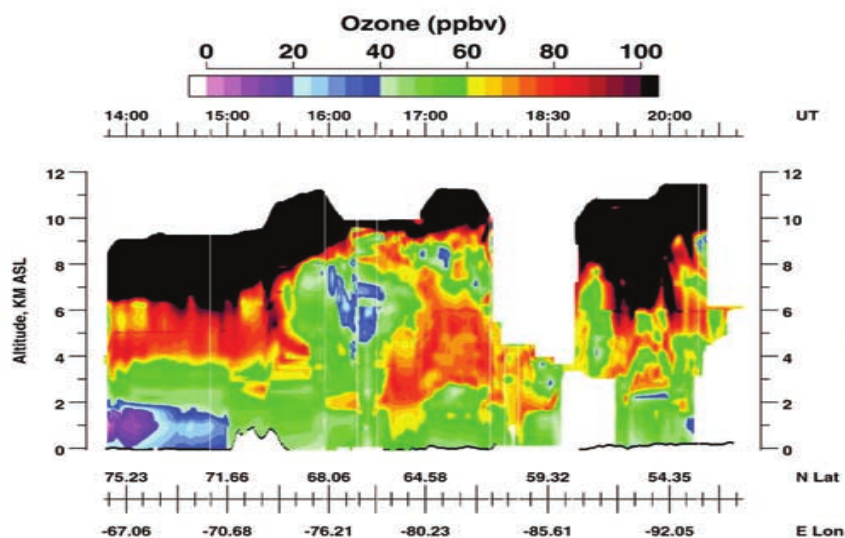 Ozone (ppbv)
0 20 40 60 80 100
14:00 15:00 16:00 17:00 18:30 20:00 UT
12 12
10 10
8 8
6 6
4 4
2 2
0 0
Altitude, KM ASL
75.23 71.66 68.06 64.58 59.32 54.35 N Lat
-67.06 -70.68 -76.21 -80.23 -85.61 -92.05 E Lon